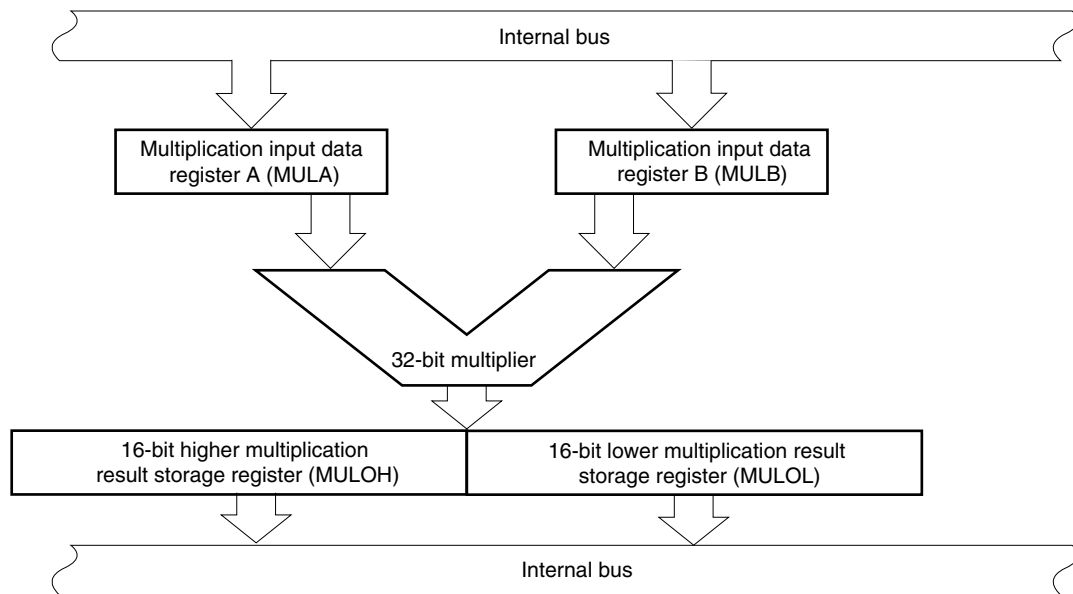 Internal bus
Multiplication input data
register A (MULA)
Multiplication input data
register B (MULB)
32-bit multiplier
16-bit higher multiplication
result storage register (MULOH)
16-bit lower multiplication result
storage register (MULOL)
Internal bus